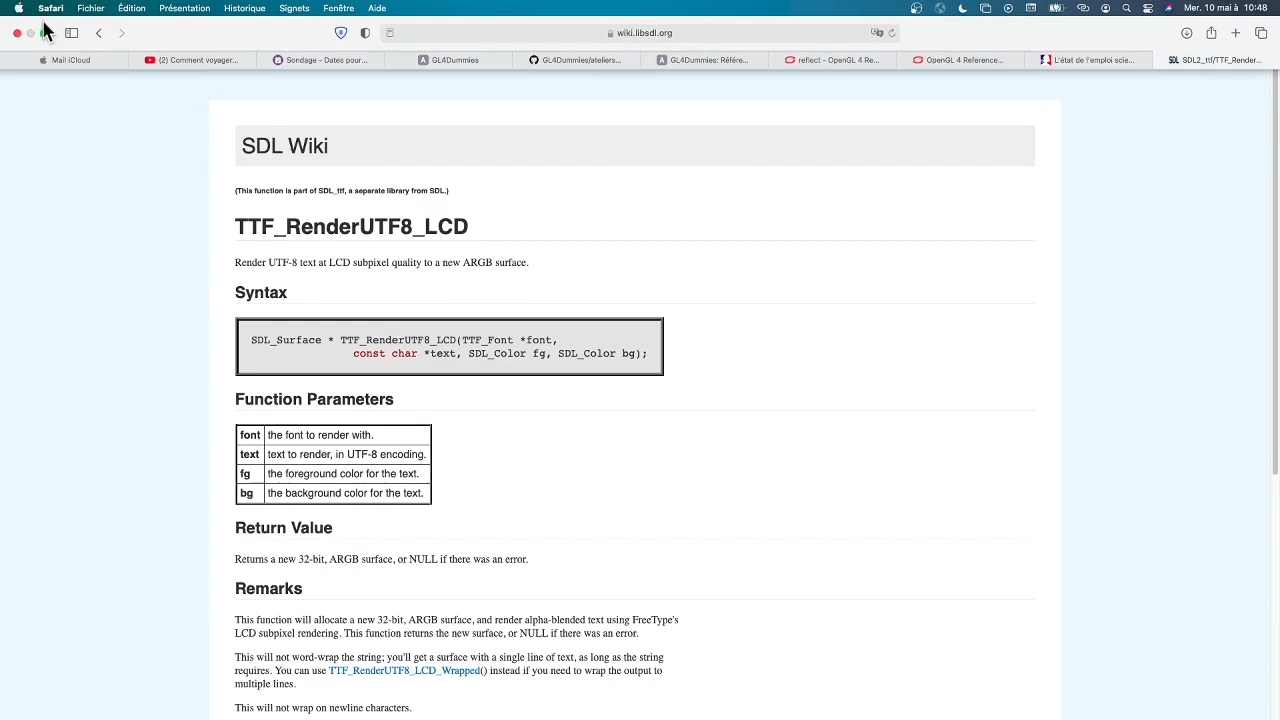 Safari Fichier Édition Présentation Historique Signets Fenêtre Aide Mer. 10 mai à 10:48
wiki.libsdl.org
Mail iCloud (2) Comment voyager... Sondage - Dates pour... GL4Dummies GL4Dummies/ateliers... GL4Dummies: Référe... reflect - OpenGL 4 Re... OpenGL 4 Reference... L'état de l'emploi scie... SDL SDL2_ttf/TTF_Render...
SDL Wiki
(This function is part of SDL_ttf, a separate library from SDL.)
TTF_RenderUTF8_LCD
Render UTF-8 text at LCD subpixel quality to a new ARGB surface.
Syntax
SDL_Surface * TTF_RenderUTF8_LCD(TTF_Font *font,
const char *text, SDL_Color fg, SDL_Color bg);
Function Parameters
font the font to render with.
text text to render, in UTF-8 encoding.
fg the foreground color for the text.
bg the background color for the text.
Return Value
Returns a new 32-bit, ARGB surface, or NULL if there was an error.
Remarks
This function will allocate a new 32-bit, ARGB surface, and render alpha-blended text using FreeType's
LCD subpixel rendering. This function returns the new surface, or NULL if there was an error.
This will not word-wrap the string; you'll get a surface with a single line of text, as long as the string
requires. You can use TTF_RenderUTF8_LCD_Wrapped() instead if you need to wrap the output to
multiple lines.
This will not wrap on newline characters.